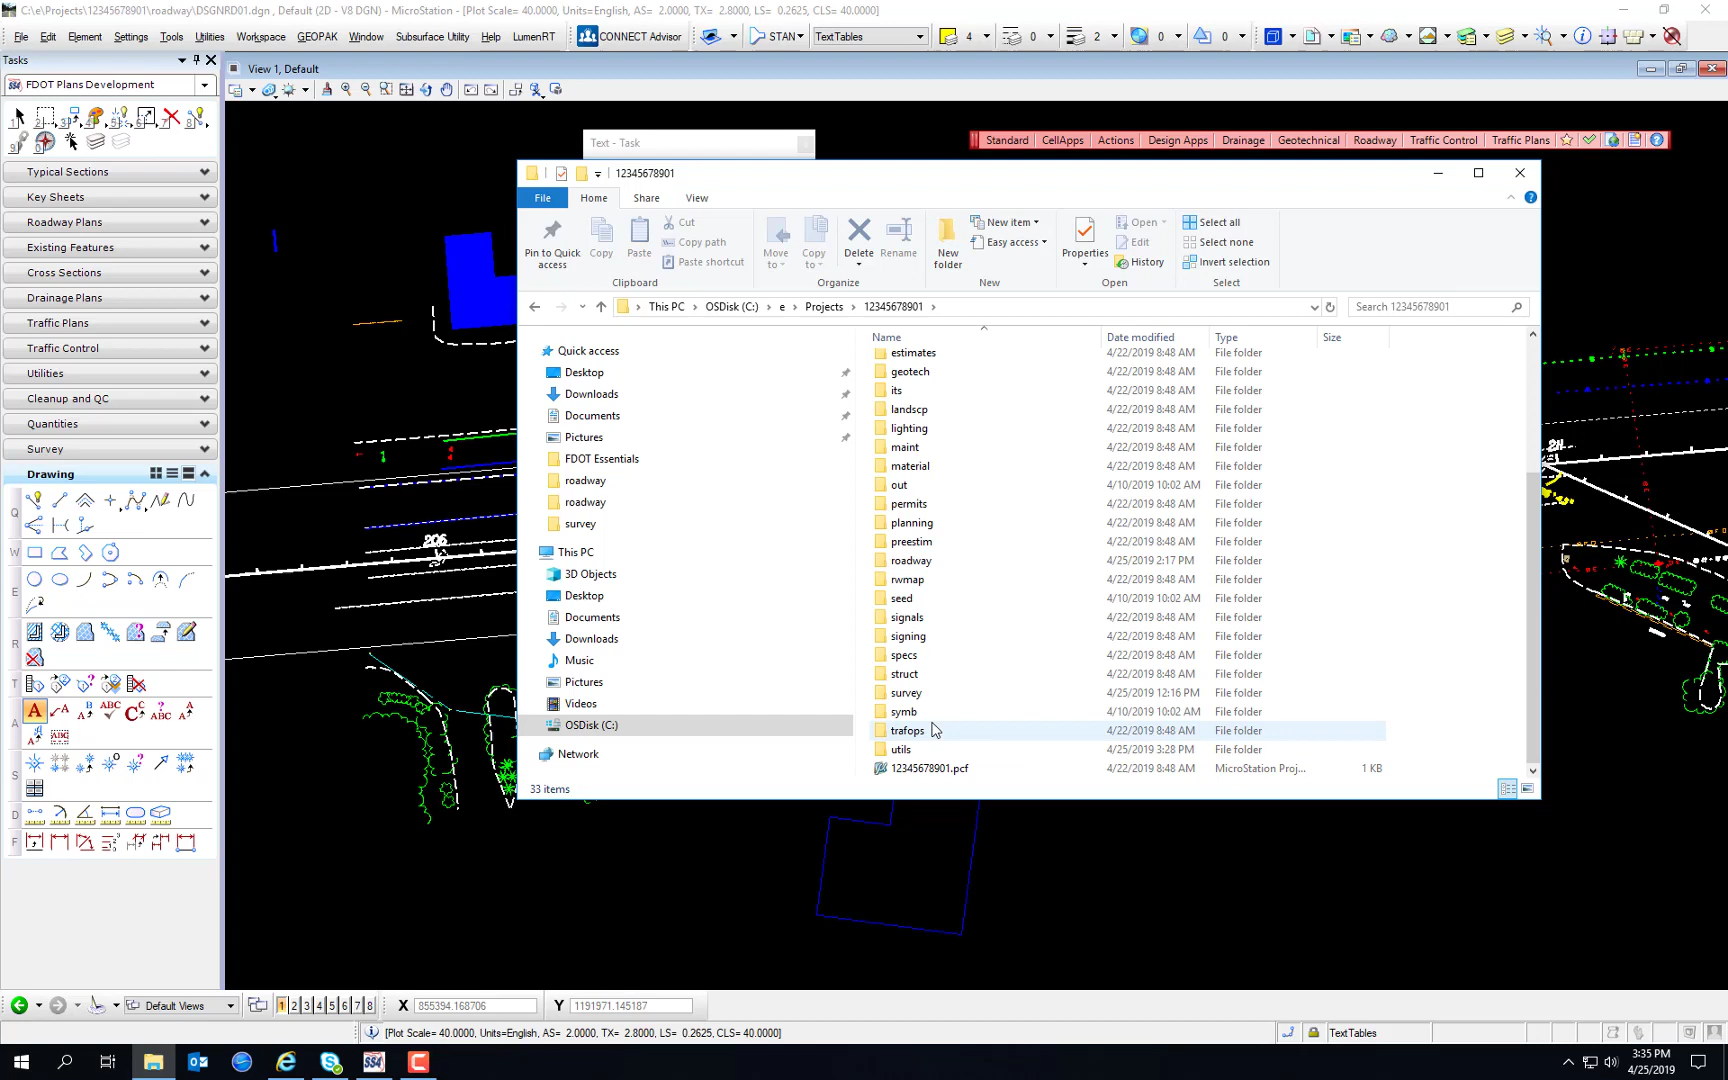 C:\e\Projects\12345678901\roadway\DSGNRD01.dgn , Default (2D - V8 DGN) - MicroStation - [Plot Scale= 40.0000, Units=English, AS=  2.0000, TX=  2.8000, LS=  0.2625, CLS= 40.0000]
File Edit Element Settings Tools Utilities Workspace GEOPAK Window Subsurface Utility Help LumenRT CONNECT Advisor STAN TextTables 4 0 2 0 0
Tasks
View 1, Default
FDOT Plans Development
Text - Task
Standard CellApps Actions Design Apps Drainage Geotechnical Roadway Traffic Control Traffic Plans
Typical Sections
Key Sheets
Roadway Plans
Existing Features
Cross Sections
Drainage Plans
Traffic Plans
Traffic Control
Utilities
Cleanup and QC
Quantities
Survey
Drawing
Q
W
E
R
T
A
S
D
F
12345678901
File Home Share View
Pin to Quick access
Copy
Paste
Cut
Copy path
Paste shortcut
Clipboard
Move to
Copy to
Delete
Rename
Organize
New folder
New item
Easy access
New
Properties
Open
Edit
History
Open
Select all
Select none
Invert selection
Select
This PC > OSDisk (C:) > e > Projects > 12345678901 >
Search 12345678901
Quick access
Desktop
Downloads
Documents
Pictures
FDOT Essentials
roadway
roadway
survey
This PC
3D Objects
Desktop
Documents
Downloads
Music
Pictures
Videos
OSDisk (C:)
Network
Name Date modified Type Size
estimates 4/22/2019 8:48 AM File folder
geotech 4/22/2019 8:48 AM File folder
its 4/22/2019 8:48 AM File folder
landscp 4/22/2019 8:48 AM File folder
lighting 4/22/2019 8:48 AM File folder
maint 4/22/2019 8:48 AM File folder
material 4/22/2019 8:48 AM File folder
out 4/10/2019 10:02 AM File folder
permits 4/22/2019 8:48 AM File folder
planning 4/22/2019 8:48 AM File folder
preestim 4/22/2019 8:48 AM File folder
roadway 4/25/2019 2:17 PM File folder
rwmap 4/22/2019 8:48 AM File folder
seed 4/10/2019 10:02 AM File folder
signals 4/22/2019 8:48 AM File folder
signing 4/22/2019 8:48 AM File folder
specs 4/22/2019 8:48 AM File folder
struct 4/22/2019 8:48 AM File folder
survey 4/25/2019 12:16 PM File folder
symb 4/10/2019 10:02 AM File folder
trafops 4/22/2019 8:48 AM File folder
utils 4/25/2019 3:28 PM File folder
12345678901.pcf 4/22/2019 8:48 AM MicroStation Proj... 1 KB
33 items
206
Default Views 1 2 3 4 5 6 7 8 X 855394.168706 Y 1191971.145187
[Plot Scale= 40.0000, Units=English, AS=  2.0000, TX=  2.8000, LS=  0.2625, CLS= 40.0000] TextTables
3:35 PM
4/25/2019